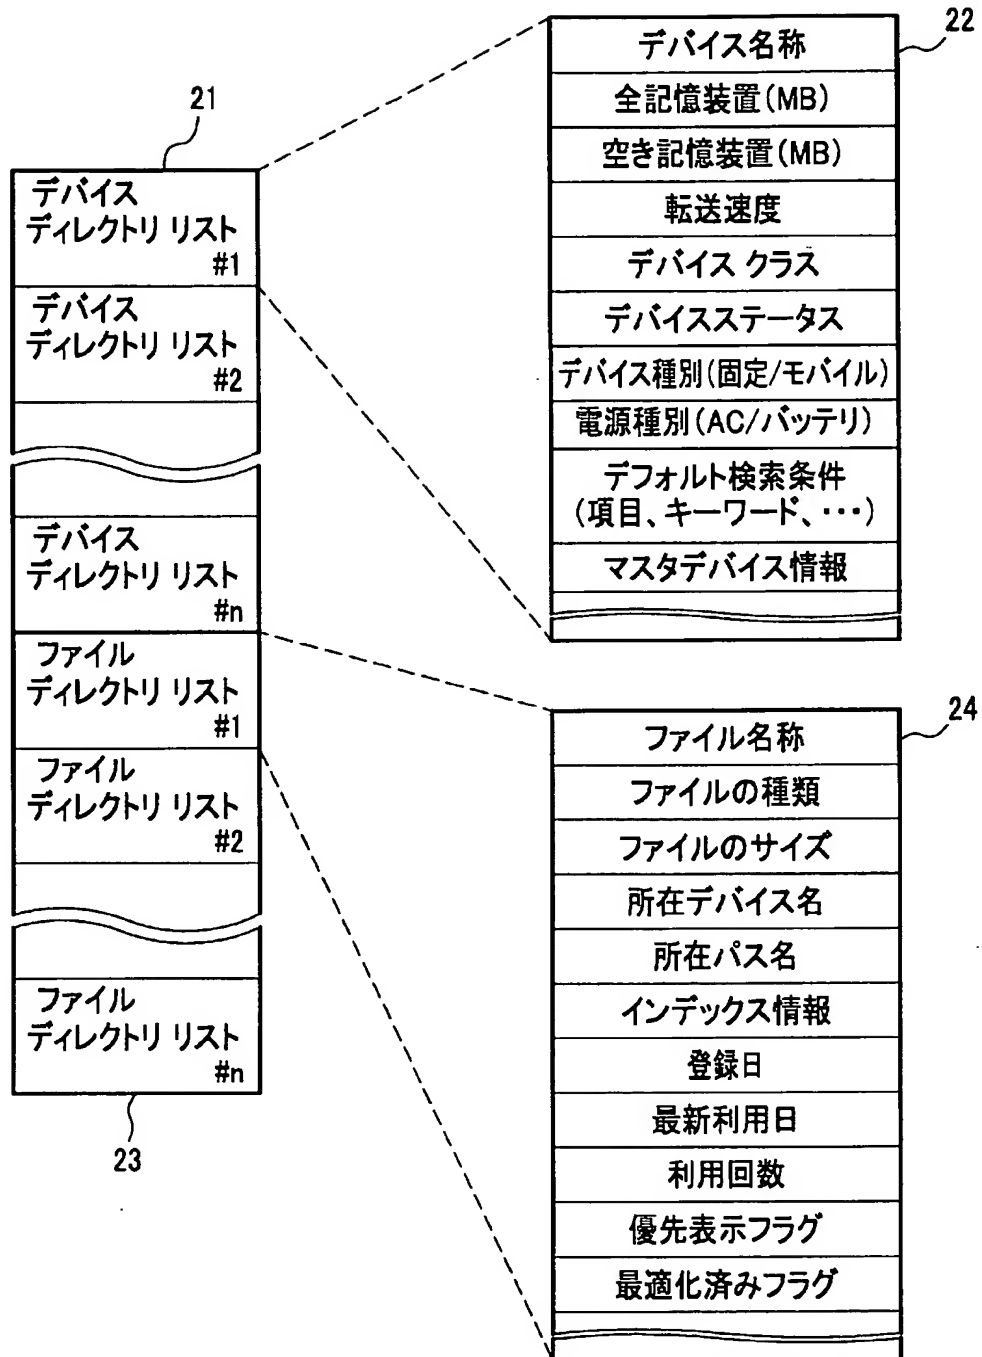 21
デバイス
ディレクトリ リスト
#1
デバイス
ディレクトリ リスト
#2
デバイス
ディレクトリ リスト
#n
ファイル
ディレクトリ リスト
#1
ファイル
ディレクトリ リスト
#2
ファイル
ディレクトリ リスト
#n
23
22
デバイス名称
全記憶装置(MB)
空き記憶装置(MB)
転送速度
デバイス クラス
デバイスステータス
デバイス種別(固定/モバイル)
電源種別(AC/バッテリ)
デフォルト検索条件
(項目、キーワード、・・・)
マスタデバイス情報
24
ファイル名称
ファイルの種類
ファイルのサイズ
所在デバイス名
所在パス名
インデックス情報
登録日
最新利用日
利用回数
優先表示フラグ
最適化済みフラグ